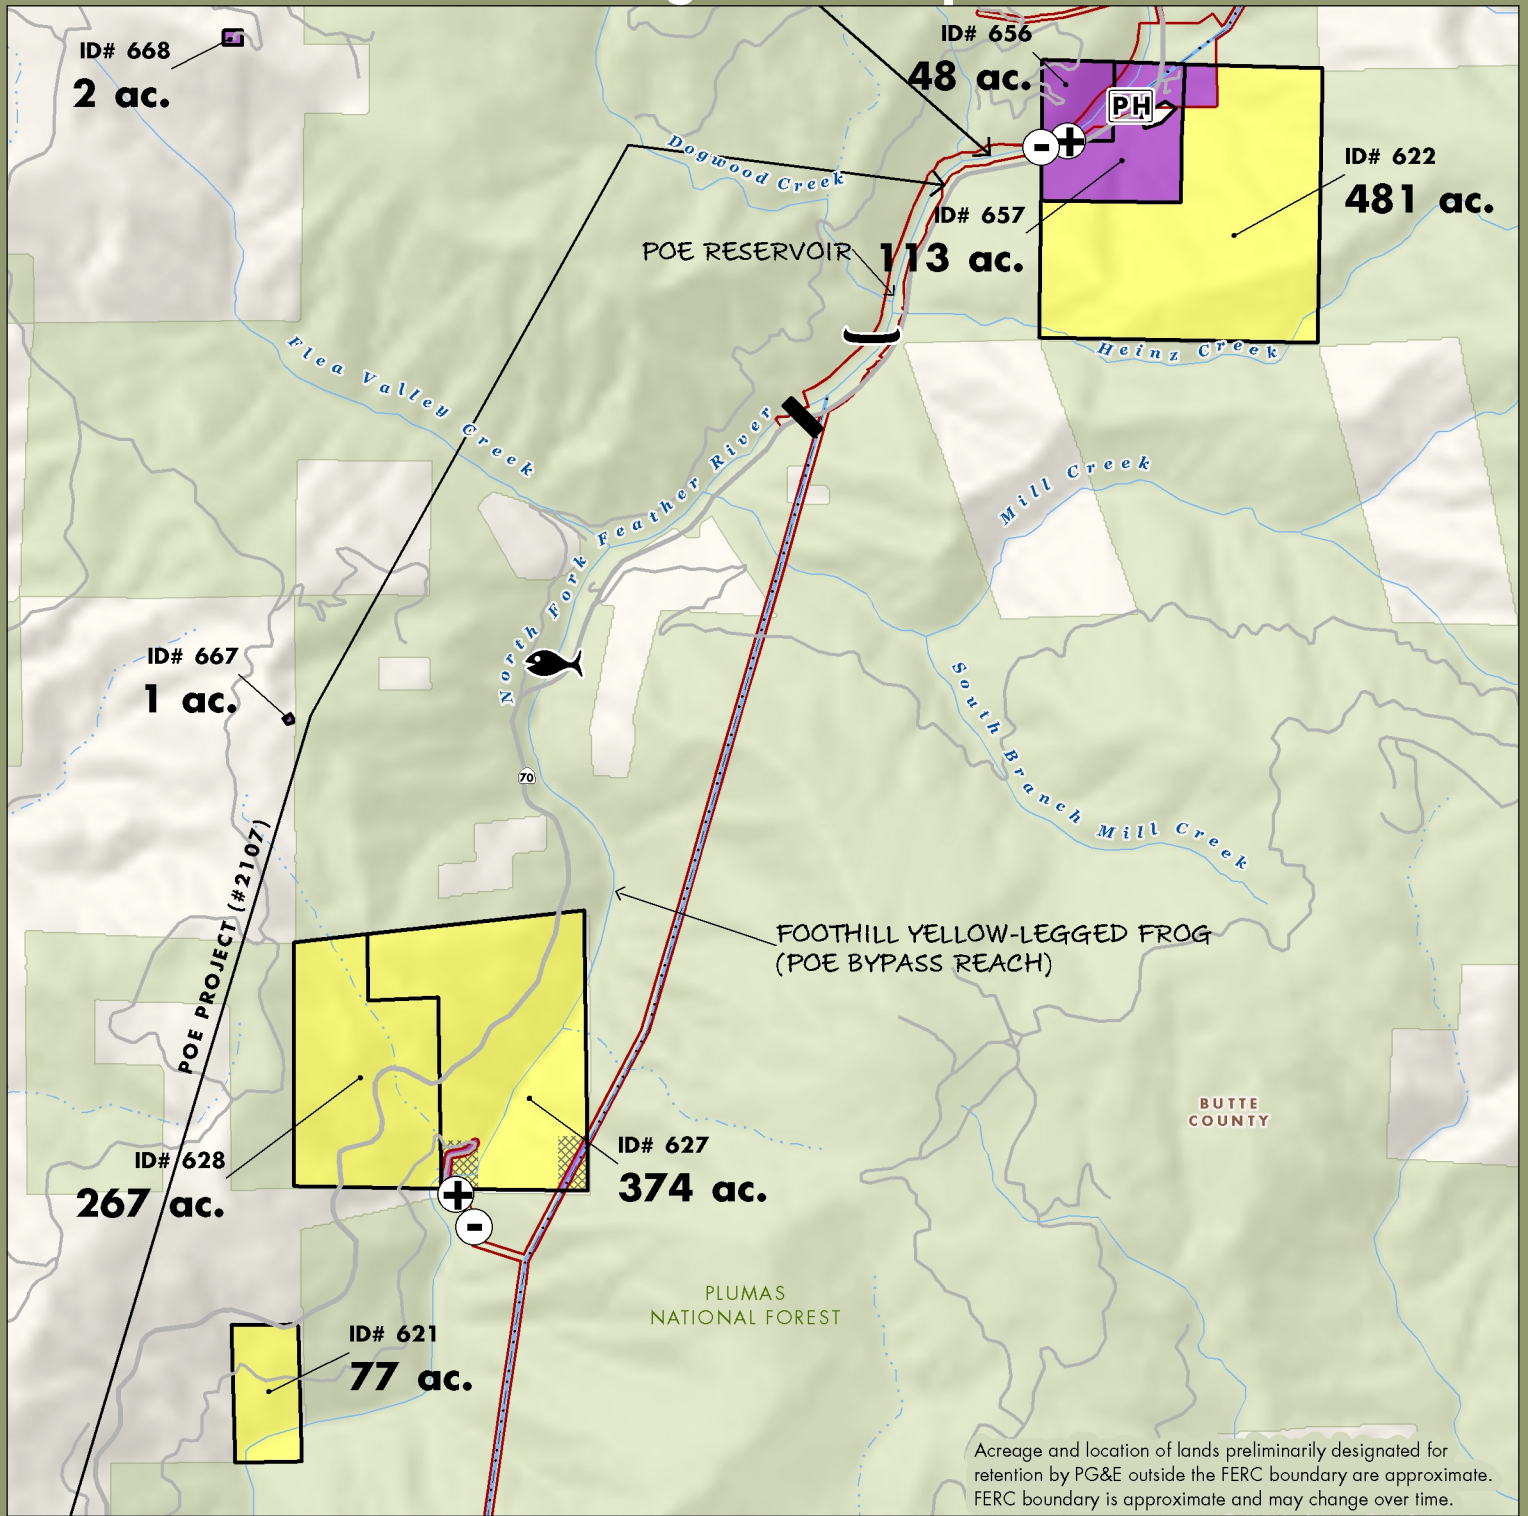 ID# 668
2 ac.
ID# 656
48 ac.
PH
- +
Dogwood Creek
ID# 622
481 ac.
ID# 657
113 ac.
POE RESERVOIR
Heinz Creek
Flea Valley Creek
North Fork Feather River
Mill Creek
ID# 667
1 ac.
South Branch Mill Creek
70
POE PROJECT (#2107)
FOOTHILL YELLOW-LEGGED FROG
(POE BYPASS REACH)
BUTTE
COUNTY
ID# 628
267 ac.
ID# 627
374 ac.
+
-
PLUMAS
NATIONAL FOREST
ID# 621
77 ac.
Acreage and location of lands preliminarily designated for
retention by PG&E outside the FERC boundary are approximate.
FERC boundary is approximate and may change over time.